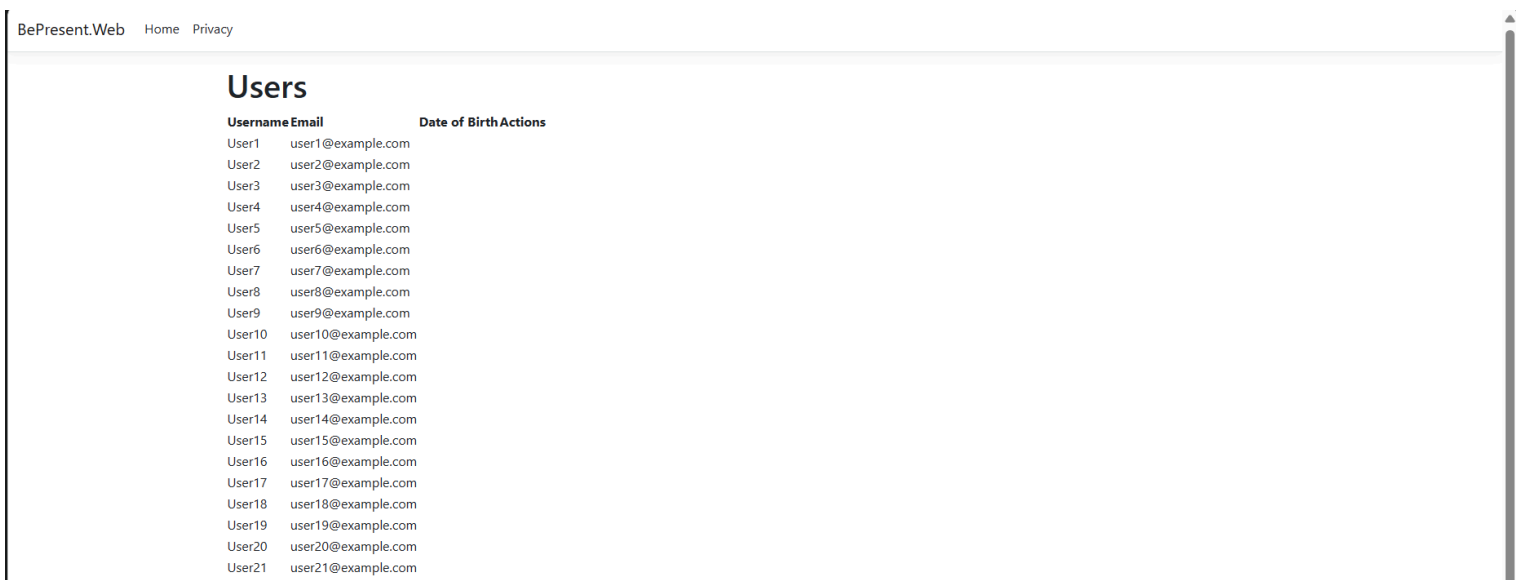 BePresent.Web Home Privacy
Users
Username Email Date of Birth Actions
User1 user1@example.com
User2 user2@example.com
User3 user3@example.com
User4 user4@example.com
User5 user5@example.com
User6 user6@example.com
User7 user7@example.com
User8 user8@example.com
User9 user9@example.com
User10 user10@example.com
User11 user11@example.com
User12 user12@example.com
User13 user13@example.com
User14 user14@example.com
User15 user15@example.com
User16 user16@example.com
User17 user17@example.com
User18 user18@example.com
User19 user19@example.com
User20 user20@example.com
User21 user21@example.com